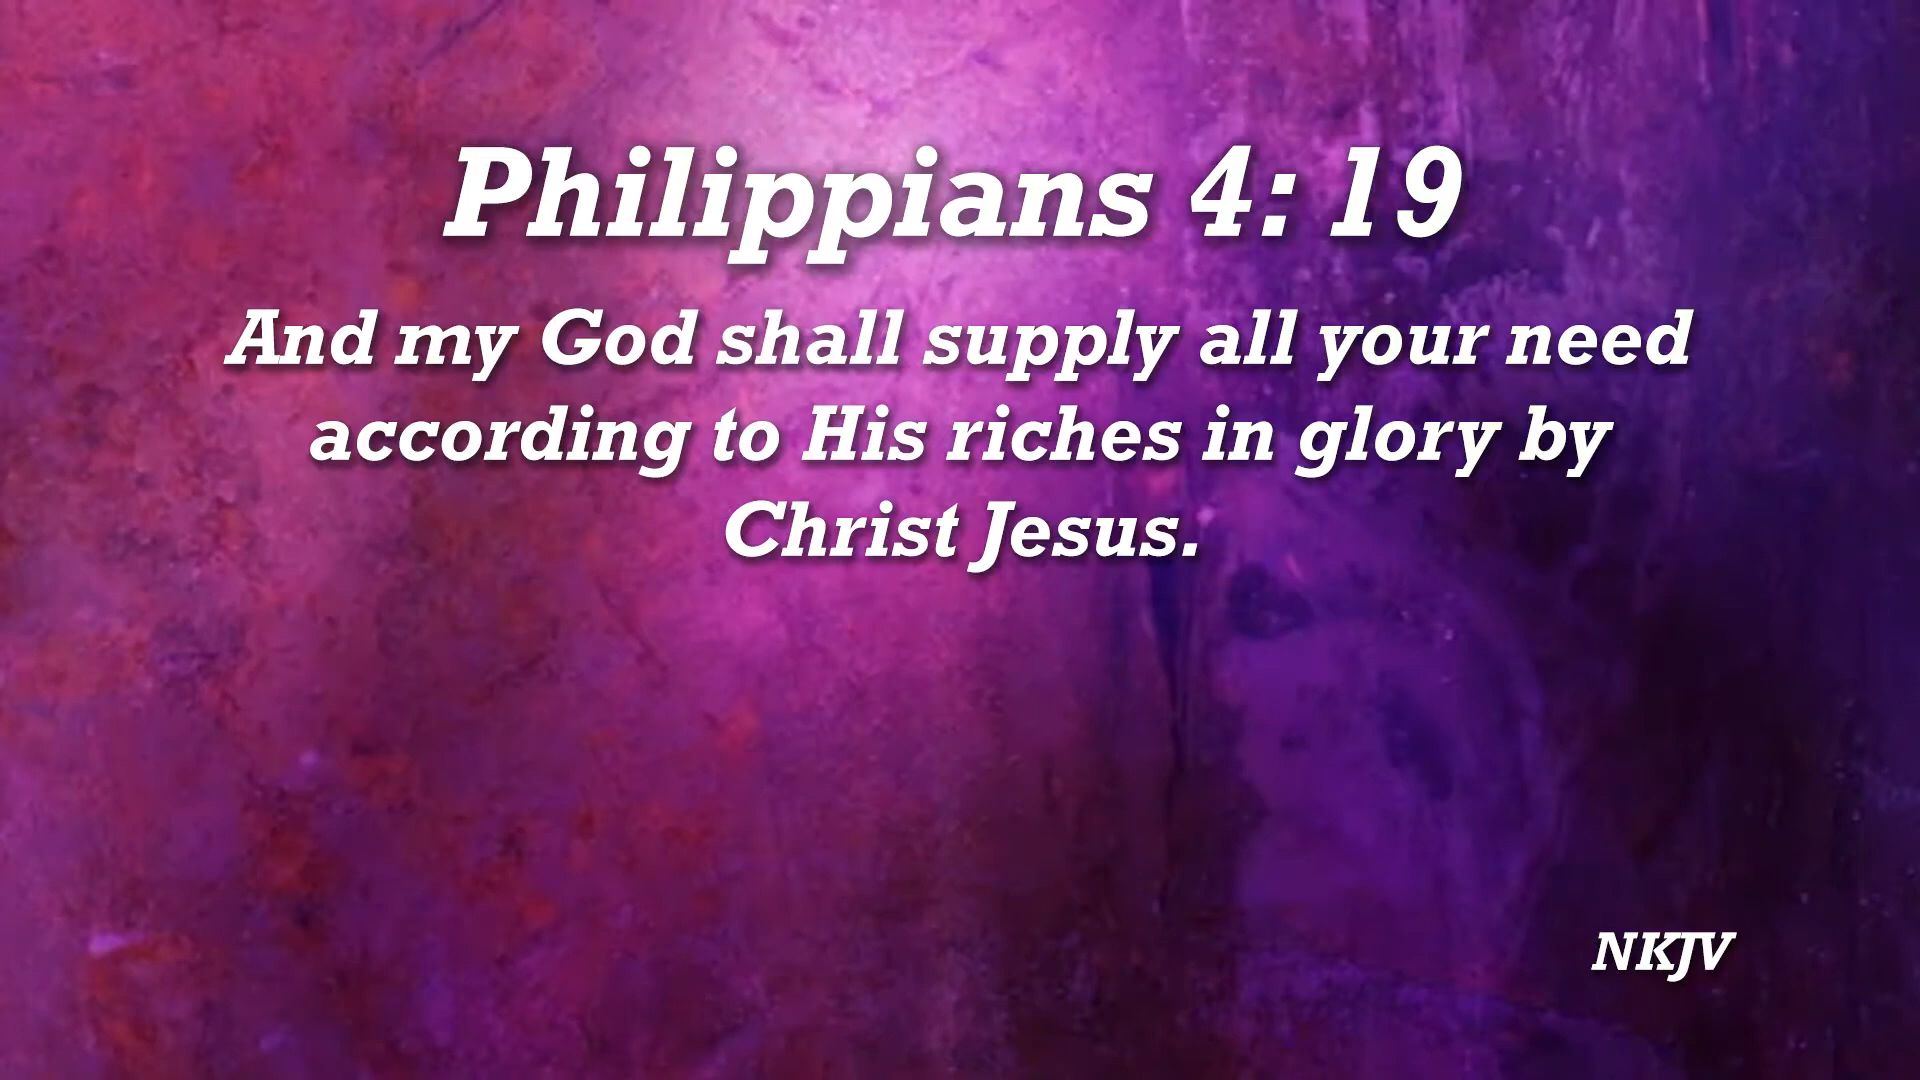 Philippians 4: 19
And my God shall supply all your need
according to His riches in glory by
Christ Jesus.
NKJV